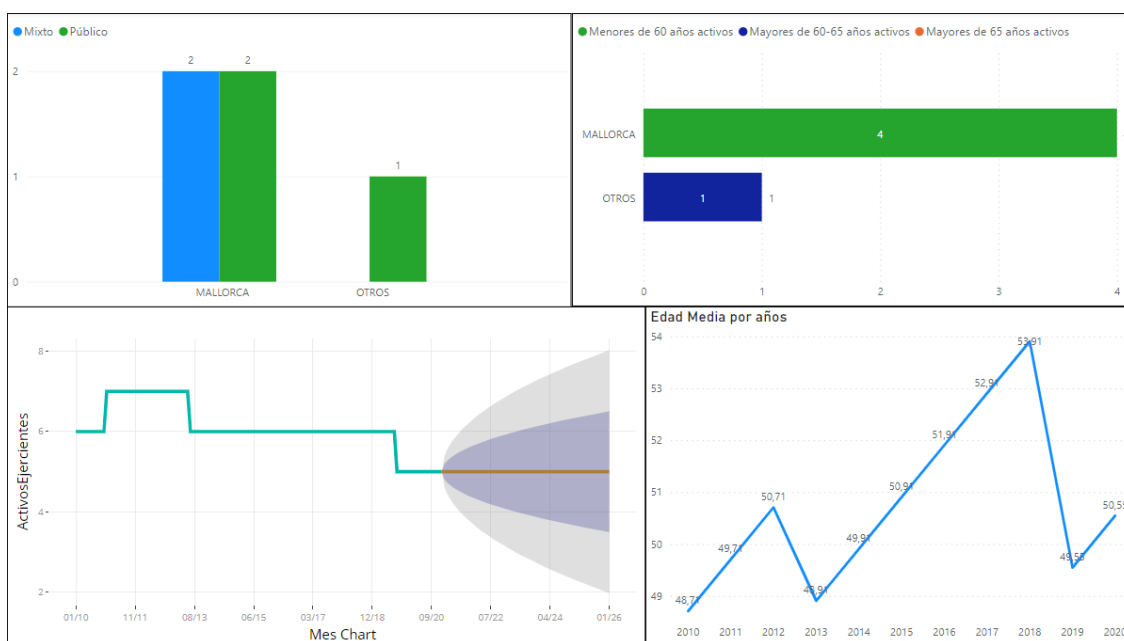 Mixto Público
2
2
2
1
1
0
MALLORCA OTROS
Menores de 60 años activos Mayores de 60-65 años activos Mayores de 65 años activos
MALLORCA
4
OTROS
1
1
0 1 2 3 4
ActivosEjercientes
8
6
4
2
01/10 11/11 08/13 06/15 03/17 12/18 09/20 07/22 04/24 01/26
Mes Chart
Edad Media por años
54
53
52
51
50
49
48,71
49,71
50,71
48,91
49,91
50,91
51,91
52,91
53,91
49,55
2010 2011 2012 2013 2014 2015 2016 2017 2018 2019 2020